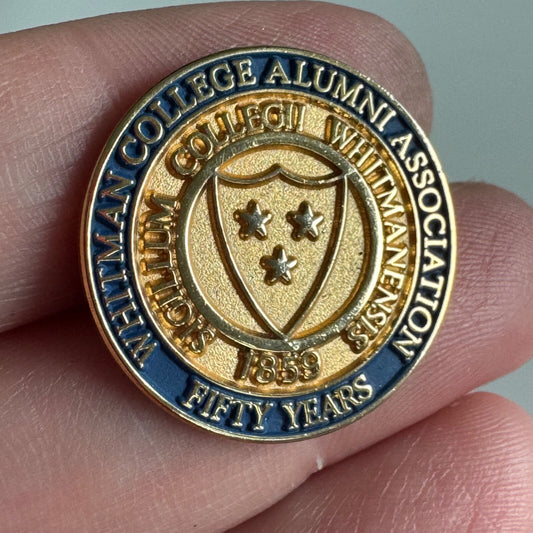 WHITMAN COLLEGE ALUMNI ASSOCIATION
FIFTY YEARS
SIGILLUM COLLEGII WHITMANENSIS
1859